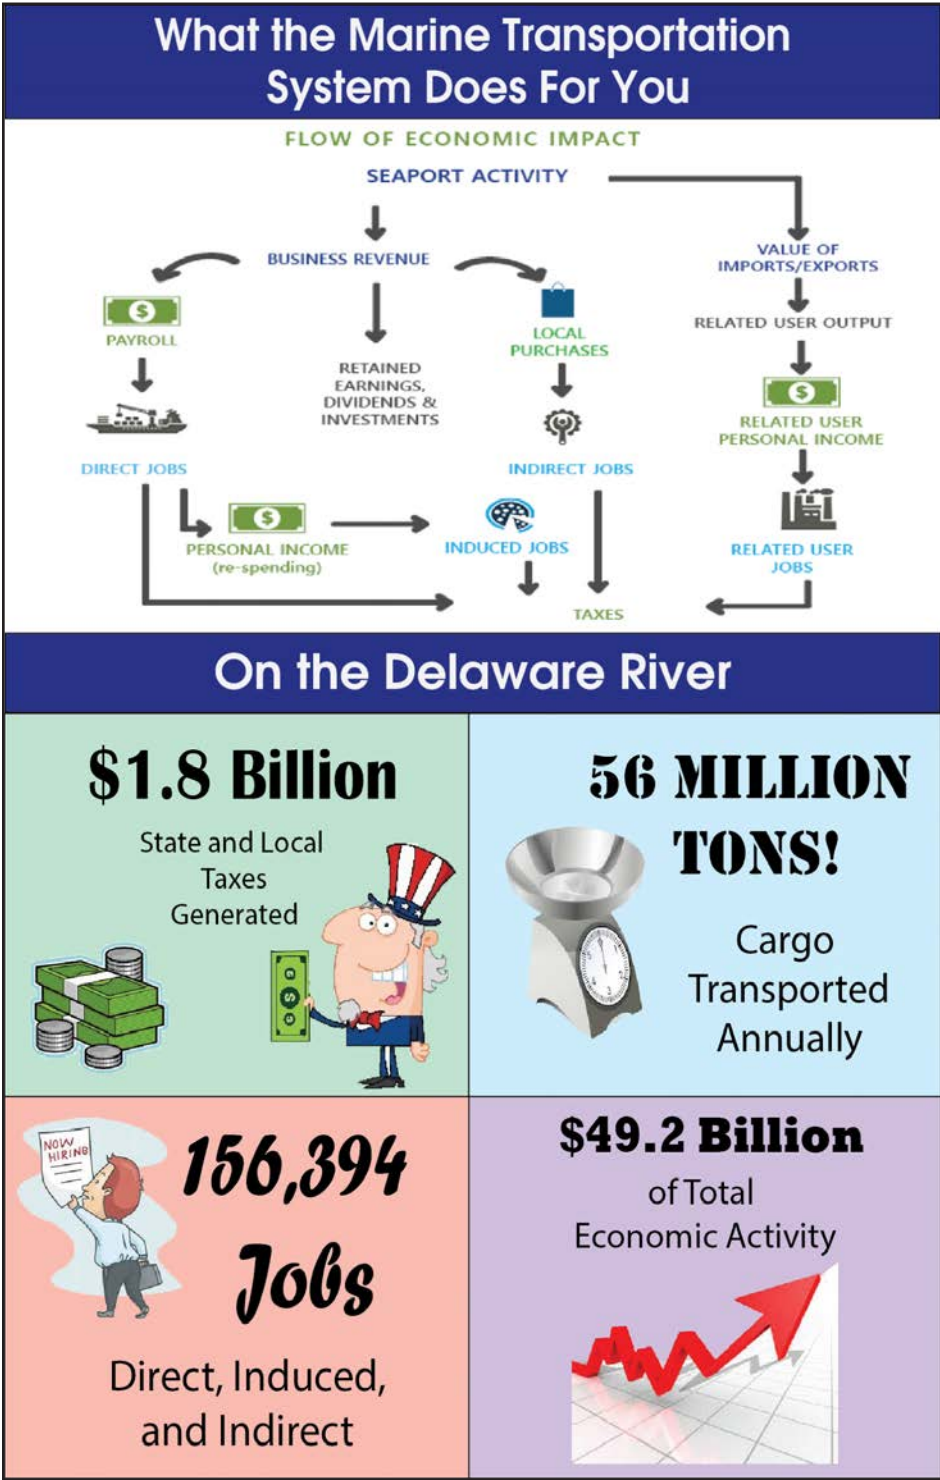 What the Marine Transportation
System Does For You
FLOW OF ECONOMIC IMPACT
SEAPORT ACTIVITY
BUSINESS REVENUE
VALUE OF
IMPORTS/EXPORTS
PAYROLL
RETAINED
EARNINGS,
DIVIDENDS &
INVESTMENTS
LOCAL
PURCHASES
RELATED USER OUTPUT
RELATED USER
PERSONAL INCOME
DIRECT JOBS
INDIRECT JOBS
PERSONAL INCOME
(re-spending)
INDUCED JOBS
RELATED USER
JOBS
TAXES
On the Delaware River
$1.8 Billion
State and Local
Taxes
Generated
56 MILLION
TONS!
Cargo
Transported
Annually
NOW
HIRING
156,394
Jobs
Direct, Induced,
and Indirect
$49.2 Billion
of Total
Economic Activity